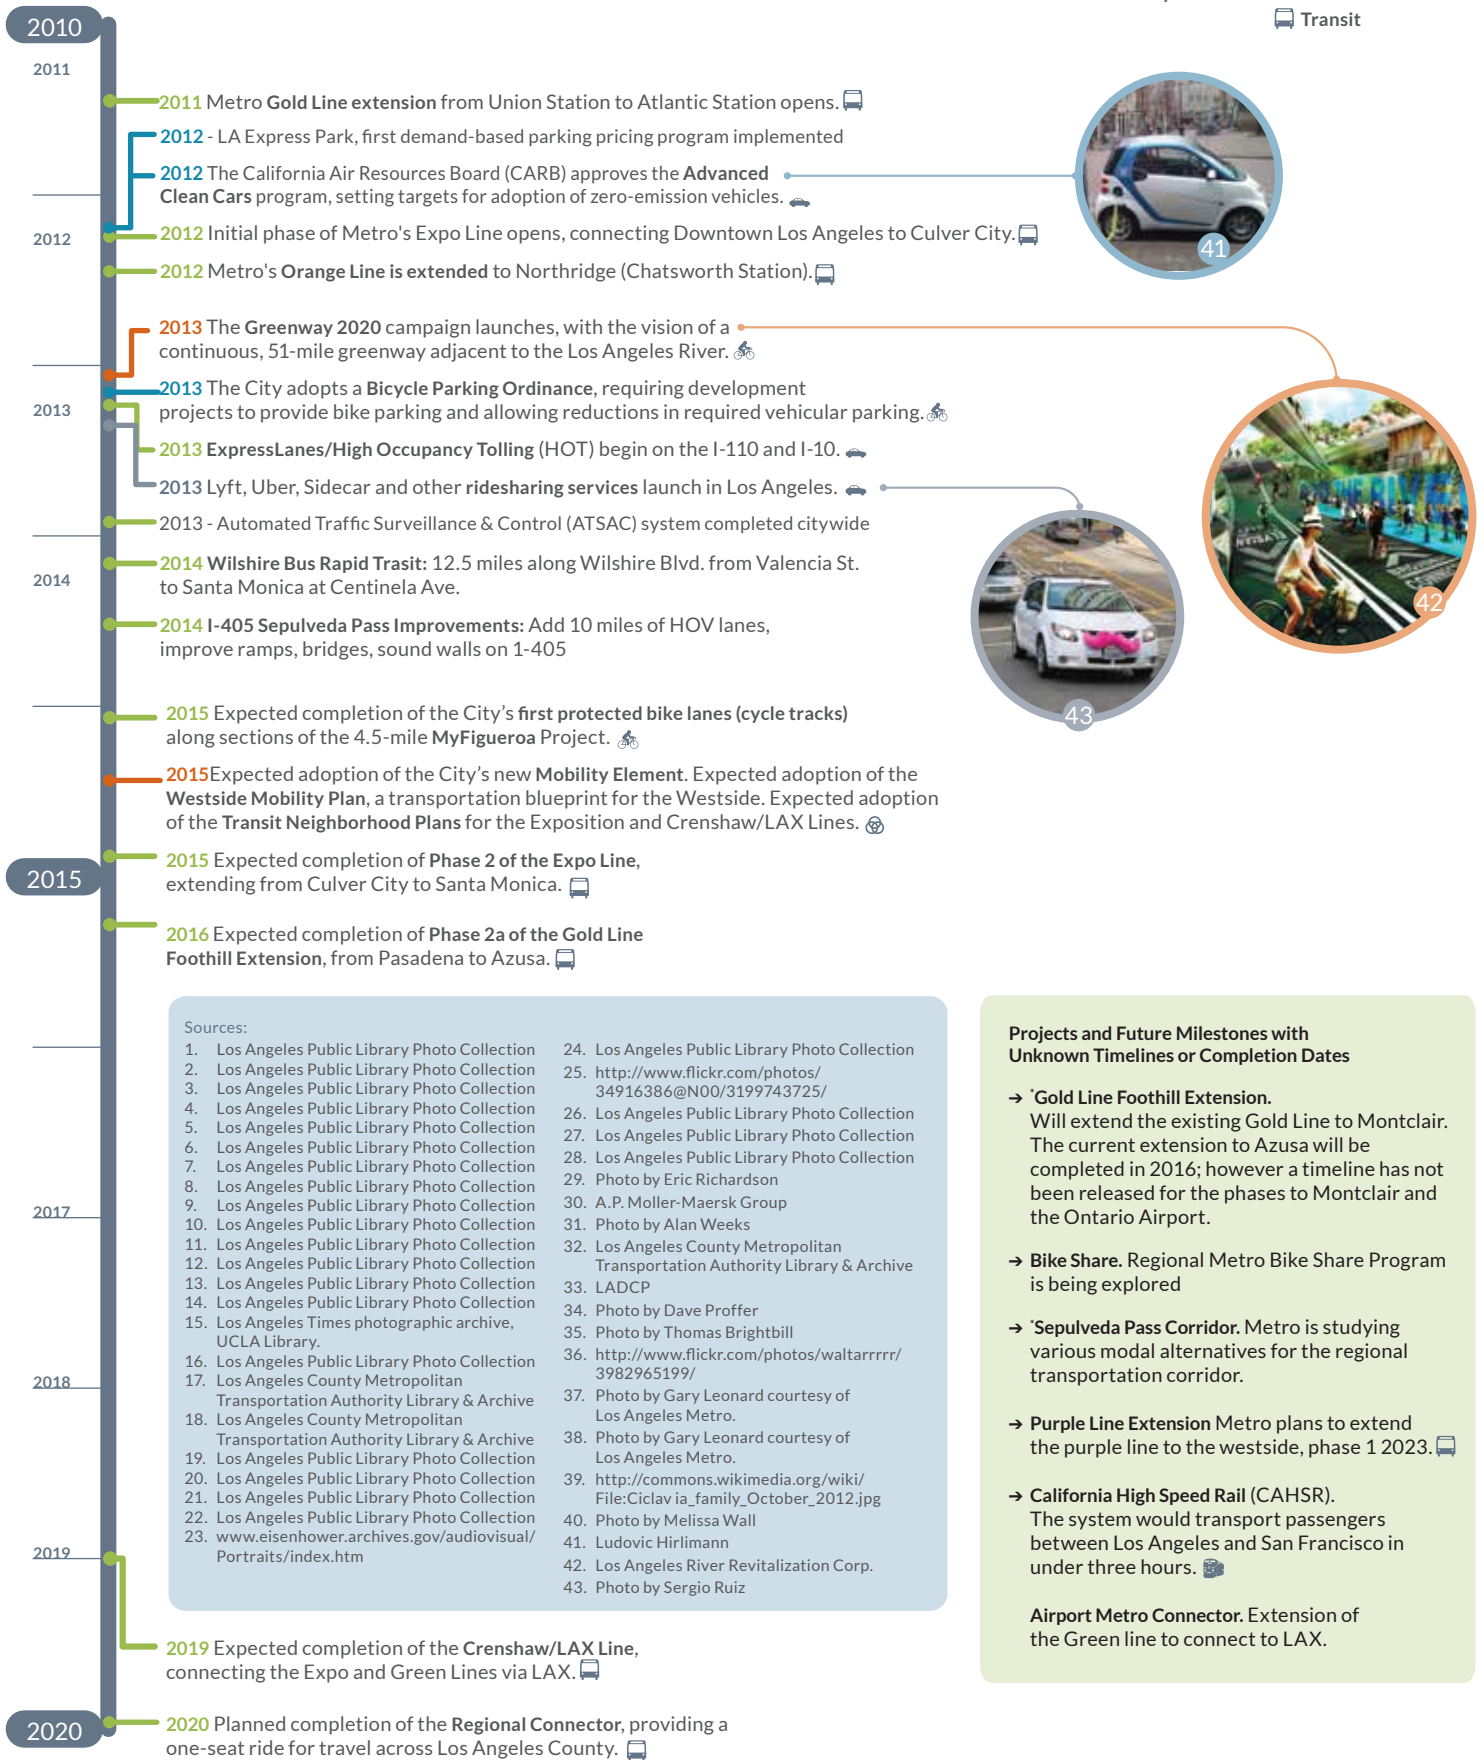 Transit
2010
2011
2011 Metro Gold Line extension from Union Station to Atlantic Station opens.
2012 - LA Express Park, first demand-based parking pricing program implemented
2012 The California Air Resources Board (CARB) approves the Advanced
Clean Cars program, setting targets for adoption of zero-emission vehicles.
41
2012
2012 Initial phase of Metro's Expo Line opens, connecting Downtown Los Angeles to Culver City.
2012 Metro's Orange Line is extended to Northridge (Chatsworth Station).
2013 The Greenway 2020 campaign launches, with the vision of a
continuous, 51-mile greenway adjacent to the Los Angeles River.
2013
2013 The City adopts a Bicycle Parking Ordinance, requiring development
projects to provide bike parking and allowing reductions in required vehicular parking.
2013 ExpressLanes/High Occupancy Tolling (HOT) begin on the I-110 and I-10.
2013 Lyft, Uber, Sidecar and other ridesharing services launch in Los Angeles.
2013 - Automated Traffic Surveillance & Control (ATSAC) system completed citywide
42
2014
2014 Wilshire Bus Rapid Trasit: 12.5 miles along Wilshire Blvd. from Valencia St.
to Santa Monica at Centinela Ave.
2014 I-405 Sepulveda Pass Improvements: Add 10 miles of HOV lanes,
improve ramps, bridges, sound walls on 1-405
43
2015 Expected completion of the City's first protected bike lanes (cycle tracks)
along sections of the 4.5-mile MyFigueroa Project.
2015Expected adoption of the City's new Mobility Element. Expected adoption of the
Westside Mobility Plan, a transportation blueprint for the Westside. Expected adoption
of the Transit Neighborhood Plans for the Exposition and Crenshaw/LAX Lines.
2015
2015 Expected completion of Phase 2 of the Expo Line,
extending from Culver City to Santa Monica.
2016 Expected completion of Phase 2a of the Gold Line
Foothill Extension, from Pasadena to Azusa.
2017
2018
2019
Sources:
1. Los Angeles Public Library Photo Collection
2. Los Angeles Public Library Photo Collection
3. Los Angeles Public Library Photo Collection
4. Los Angeles Public Library Photo Collection
5. Los Angeles Public Library Photo Collection
6. Los Angeles Public Library Photo Collection
7. Los Angeles Public Library Photo Collection
8. Los Angeles Public Library Photo Collection
9. Los Angeles Public Library Photo Collection
10. Los Angeles Public Library Photo Collection
11. Los Angeles Public Library Photo Collection
12. Los Angeles Public Library Photo Collection
13. Los Angeles Public Library Photo Collection
14. Los Angeles Public Library Photo Collection
15. Los Angeles Times photographic archive,
UCLA Library.
16. Los Angeles Public Library Photo Collection
17. Los Angeles County Metropolitan
Transportation Authority Library & Archive
18. Los Angeles County Metropolitan
Transportation Authority Library & Archive
19. Los Angeles Public Library Photo Collection
20. Los Angeles Public Library Photo Collection
21. Los Angeles Public Library Photo Collection
22. Los Angeles Public Library Photo Collection
23. www.eisenhower.archives.gov/audiovisual/
Portraits/index.htm
24. Los Angeles Public Library Photo Collection
25. http://www.flickr.com/photos/
34916386@N00/3199743725/
26. Los Angeles Public Library Photo Collection
27. Los Angeles Public Library Photo Collection
28. Los Angeles Public Library Photo Collection
29. Photo by Eric Richardson
30. A.P. Moller-Maersk Group
31. Photo by Alan Weeks
32. Los Angeles County Metropolitan
Transportation Authority Library & Archive
33. LADCP
34. Photo by Dave Proffer
35. Photo by Thomas Brightbill
36. http://www.flickr.com/photos/waltarrrrr/
3982965199/
37. Photo by Gary Leonard courtesy of
Los Angeles Metro.
38. Photo by Gary Leonard courtesy of
Los Angeles Metro.
39. http://commons.wikimedia.org/wiki/
File:Ciclav ia_family_October_2012.jpg
40. Photo by Melissa Wall
41. Ludovic Hirlimann
42. Los Angeles River Revitalization Corp.
43. Photo by Sergio Ruiz
Projects and Future Milestones with
Unknown Timelines or Completion Dates
→ *Gold Line Foothill Extension.
Will extend the existing Gold Line to Montclair.
The current extension to Azusa will be
completed in 2016; however a timeline has not
been released for the phases to Montclair and
the Ontario Airport.
→ Bike Share. Regional Metro Bike Share Program
is being explored
→ *Sepulveda Pass Corridor. Metro is studying
various modal alternatives for the regional
transportation corridor.
→ Purple Line Extension Metro plans to extend
the purple line to the westside, phase 1 2023.
→ California High Speed Rail (CAHSR).
The system would transport passengers
between Los Angeles and San Francisco in
under three hours.
Airport Metro Connector. Extension of
the Green line to connect to LAX.
2019 Expected completion of the Crenshaw/LAX Line,
connecting the Expo and Green Lines via LAX.
2020
2020 Planned completion of the Regional Connector, providing a
one-seat ride for travel across Los Angeles County.